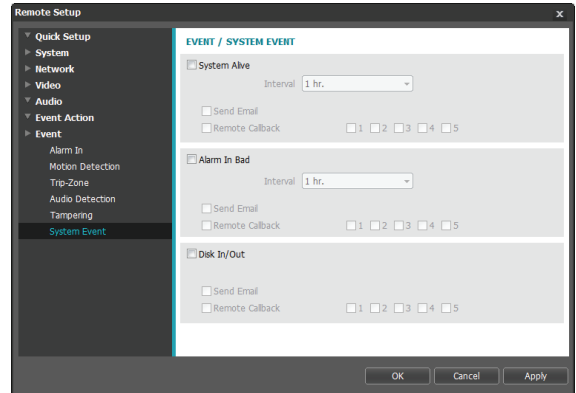 Remote Setup
x
Quick Setup
System
Network
Video
Audio
Event Action
Event
Alarm In
Motion Detection
Trip-Zone
Audio Detection
Tampering
System Event
EVENT / SYSTEM EVENT
System Alive
Interval 1 hr.
Send Email
Remote Callback 1 2 3 4 5
Alarm In Bad
Interval 1 hr.
Send Email
Remote Callback 1 2 3 4 5
Disk In/Out
Send Email
Remote Callback 1 2 3 4 5
OK Cancel Apply